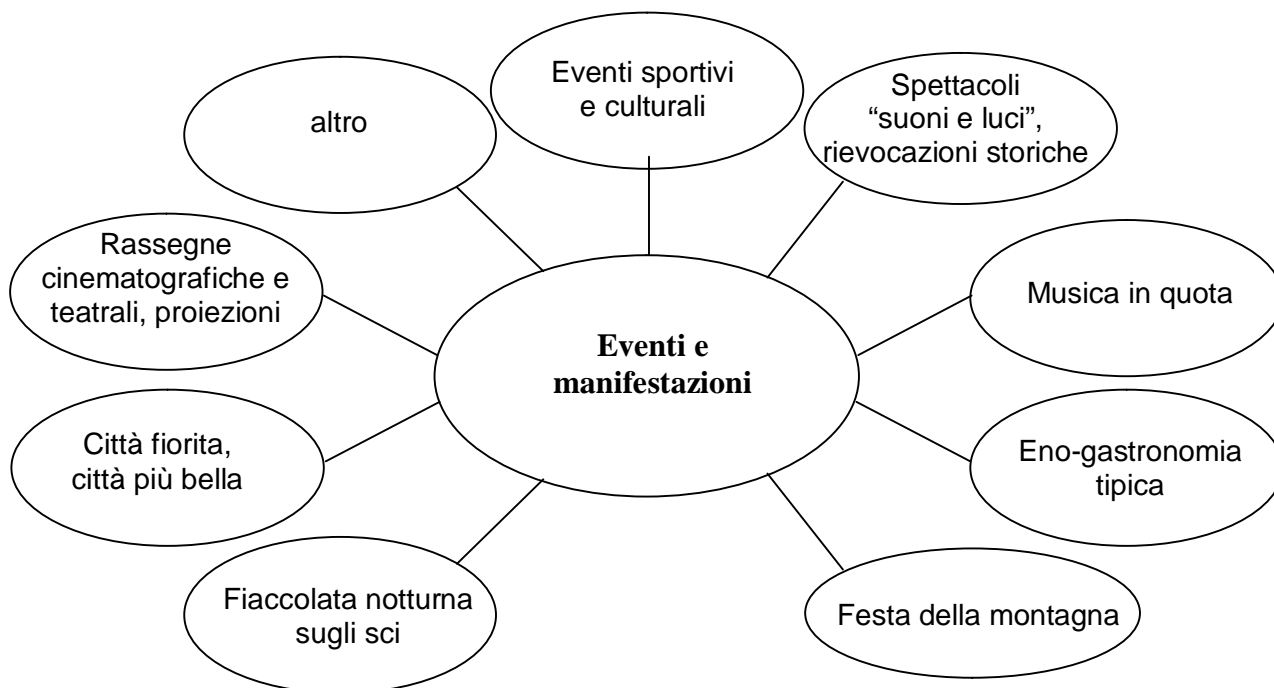 Eventi sportivi
e culturali
Spettacoli
“suoni e luci”,
rievocazioni storiche
altro
Rassegne
cinematografiche e
teatrali, proiezioni
Musica in quota
Eventi e
manifestazioni
Città fiorita,
città più bella
Eno-gastronomia
tipica
Fiaccolata notturna
sugli sci
Festa della montagna